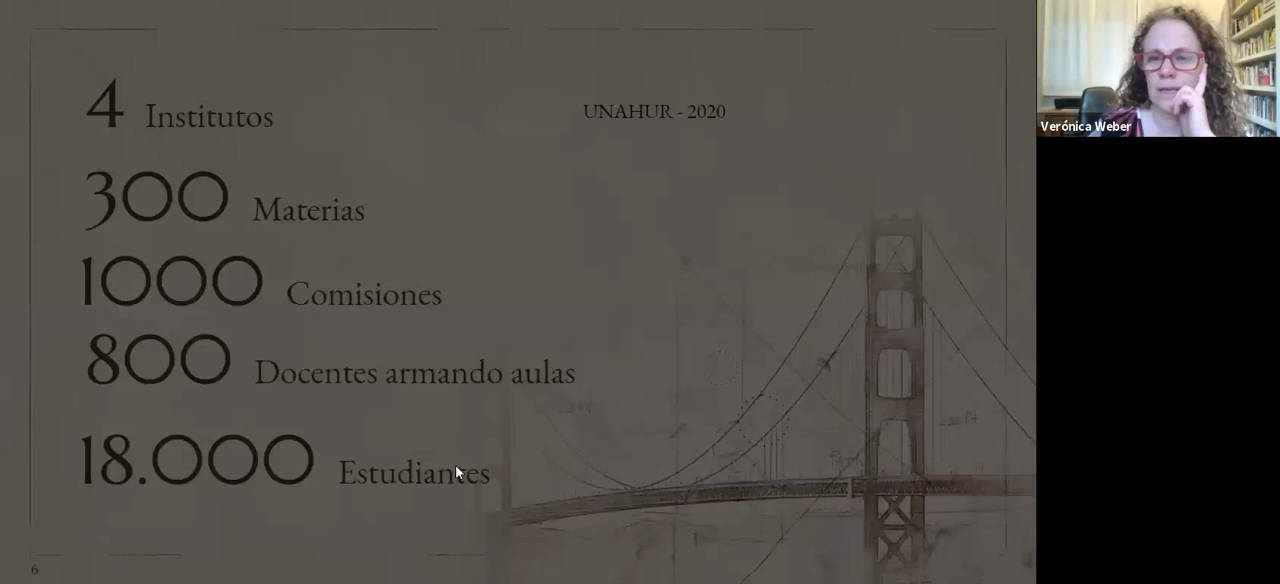 4 Institutos
UNAHUR - 2020
300 Materias
1000 Comisiones
800 Docentes armando aulas
18.000 Estudiantes
6
Verónica Weber